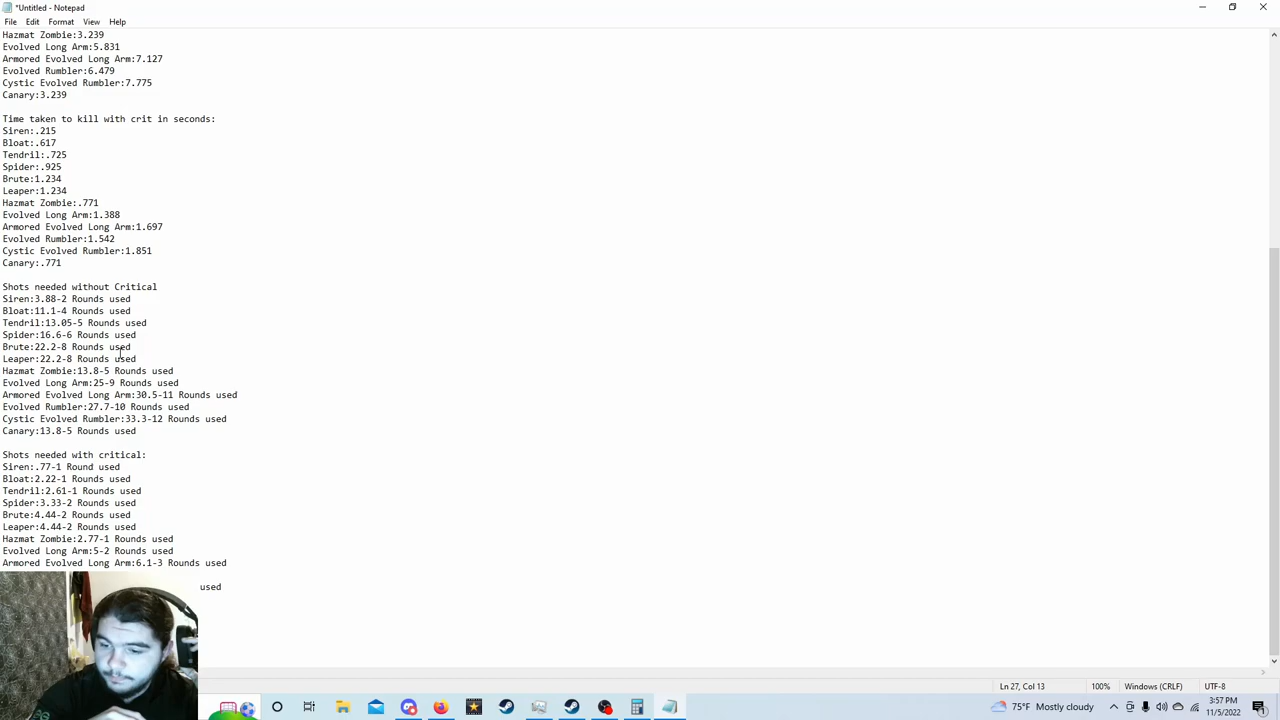 *Untitled - Notepad
File Edit Format View Help
Hazmat Zombie:3.239
Evolved Long Arm:5.831
Armored Evolved Long Arm:7.127
Evolved Rumbler:6.479
Cystic Evolved Rumbler:7.775
Canary:3.239
Time taken to kill with crit in seconds:
Siren:.215
Bloat:.617
Tendril:.725
Spider:.925
Brute:1.234
Leaper:1.234
Hazmat Zombie:.771
Evolved Long Arm:1.388
Armored Evolved Long Arm:1.697
Evolved Rumbler:1.542
Cystic Evolved Rumbler:1.851
Canary:.771
Shots needed without Critical
Siren:3.88-2 Rounds used
Bloat:11.1-4 Rounds used
Tendril:13.05-5 Rounds used
Spider:16.6-6 Rounds used
Brute:22.2-8 Rounds used
Leaper:22.2-8 Rounds used
Hazmat Zombie:13.8-5 Rounds used
Evolved Long Arm:25-9 Rounds used
Armored Evolved Long Arm:30.5-11 Rounds used
Evolved Rumbler:27.7-10 Rounds used
Cystic Evolved Rumbler:33.3-12 Rounds used
Canary:13.8-5 Rounds used
Shots needed with critical:
Siren:.77-1 Round used
Bloat:2.22-1 Rounds used
Tendril:2.61-1 Rounds used
Spider:3.33-2 Rounds used
Brute:4.44-2 Rounds used
Leaper:4.44-2 Rounds used
Hazmat Zombie:2.77-1 Rounds used
Evolved Long Arm:5-2 Rounds used
Armored Evolved Long Arm:6.1-3 Rounds used
used
Ln 27, Col 13 100% Windows (CRLF) UTF-8
75°F Mostly cloudy 3:57 PM
11/5/2022